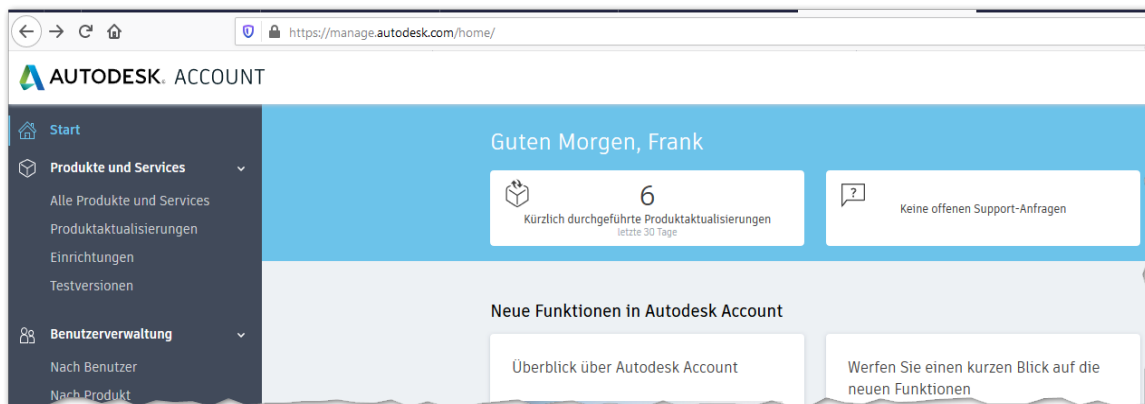 https://manage.autodesk.com/home/
AUTODESK. ACCOUNT
Start
Produkte und Services
Alle Produkte und Services
Produktaktualisierungen
Einrichtungen
Testversionen
Benutzerverwaltung
Nach Benutzer
Nach Produkt
Guten Morgen, Frank
6
Kürzlich durchgeführte Produktaktualisierungen
letzte 30 Tage
?
Keine offenen Support-Anfragen
Neue Funktionen in Autodesk Account
Überblick über Autodesk Account
Werfen Sie einen kurzen Blick auf die
neuen Funktionen